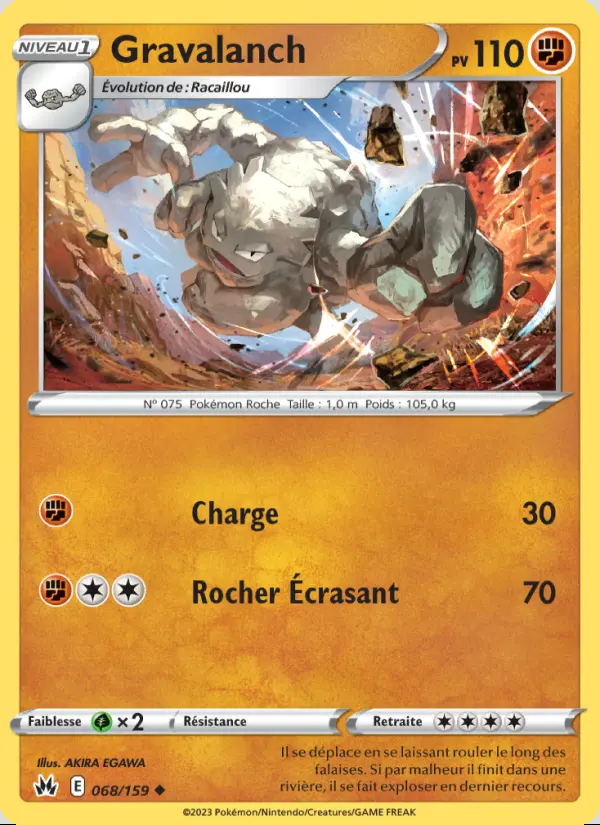 NIVEAU 1
Gravalanch
PV 110
Évolution de : Racaillou
N° 075 Pokémon Roche Taille : 1,0 m Poids : 105,0 kg
Charge 30
Rocher Écrasant 70
Faiblesse ×2 Résistance Retraite
Illus. AKIRA EGAWA
Il se déplace en se laissant rouler le long des
falaises. Si par malheur il finit dans une
rivière, il se fait exploser en dernier recours.
E 068/159
©2023 Pokémon/Nintendo/Creatures/GAME FREAK